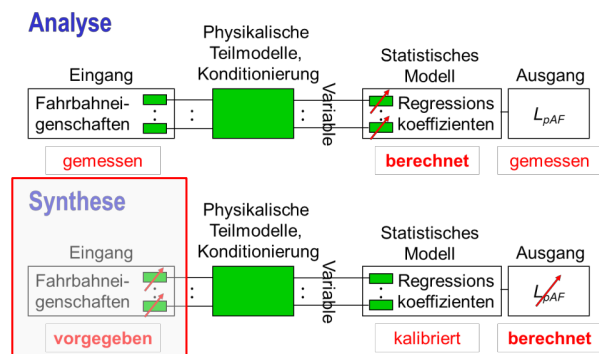 Analyse
Physikalische
Teilmodelle,
Konditionierung
Statistisches
Modell
Eingang
Ausgang
Fahrbahnei-
genschaften
:
:
:
:
Variable
:
Regressions
koeffizienten
LpAF
gemessen
berechnet
gemessen
Synthese
Physikalische
Teilmodelle,
Konditionierung
Statistisches
Modell
Eingang
Ausgang
Fahrbahnei-
genschaften
:
:
:
:
Variable
:
Regressions
koeffizienten
LpAF
vorgegeben
kalibriert
berechnet